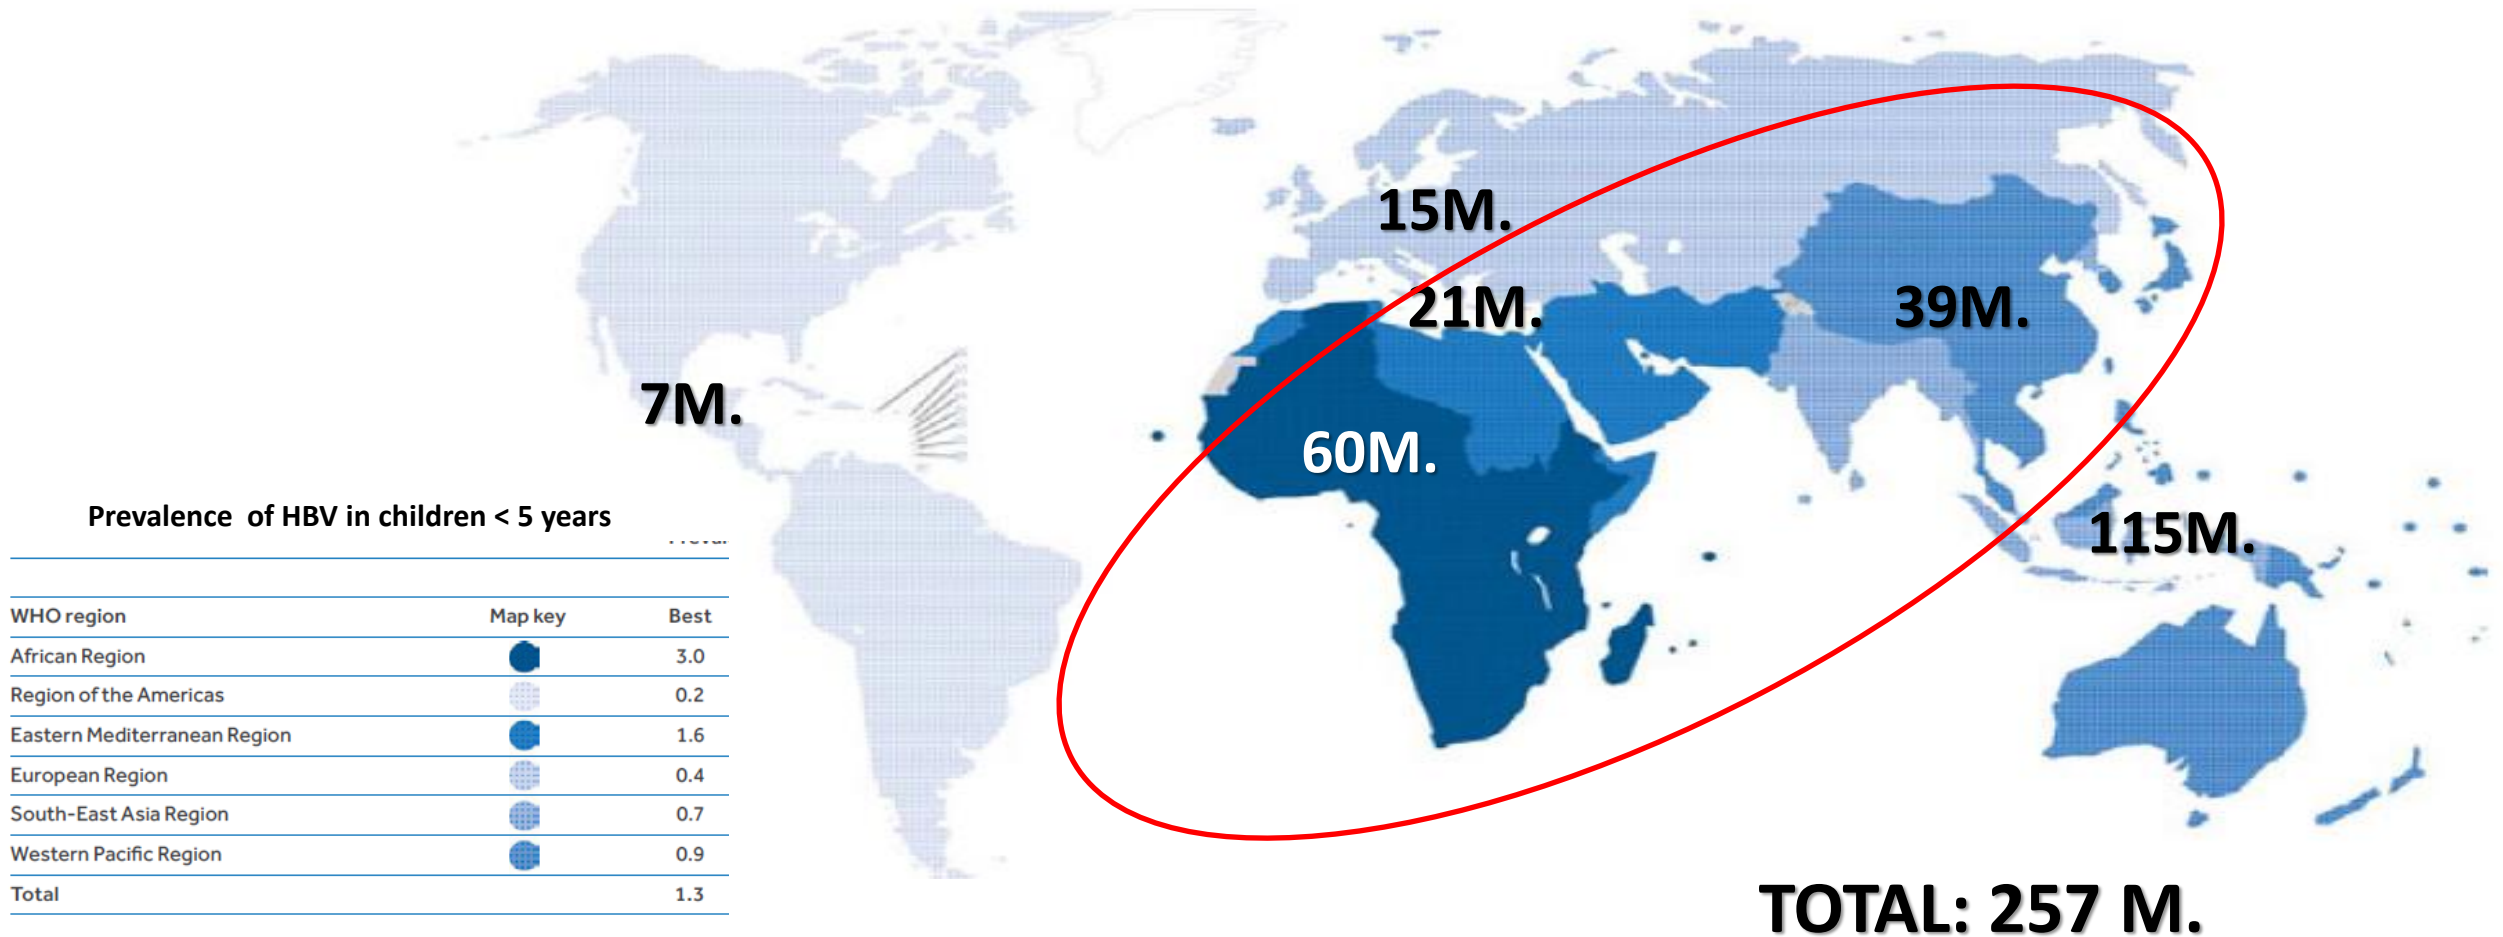 15M.
21M.
39M.
7M.
60M.
115M.
Prevalence of HBV in children < 5 years
WHO region Map key Best
African Region 3.0
Region of the Americas 0.2
Eastern Mediterranean Region 1.6
European Region 0.4
South-East Asia Region 0.7
Western Pacific Region 0.9
Total 1.3
TOTAL: 257 M.